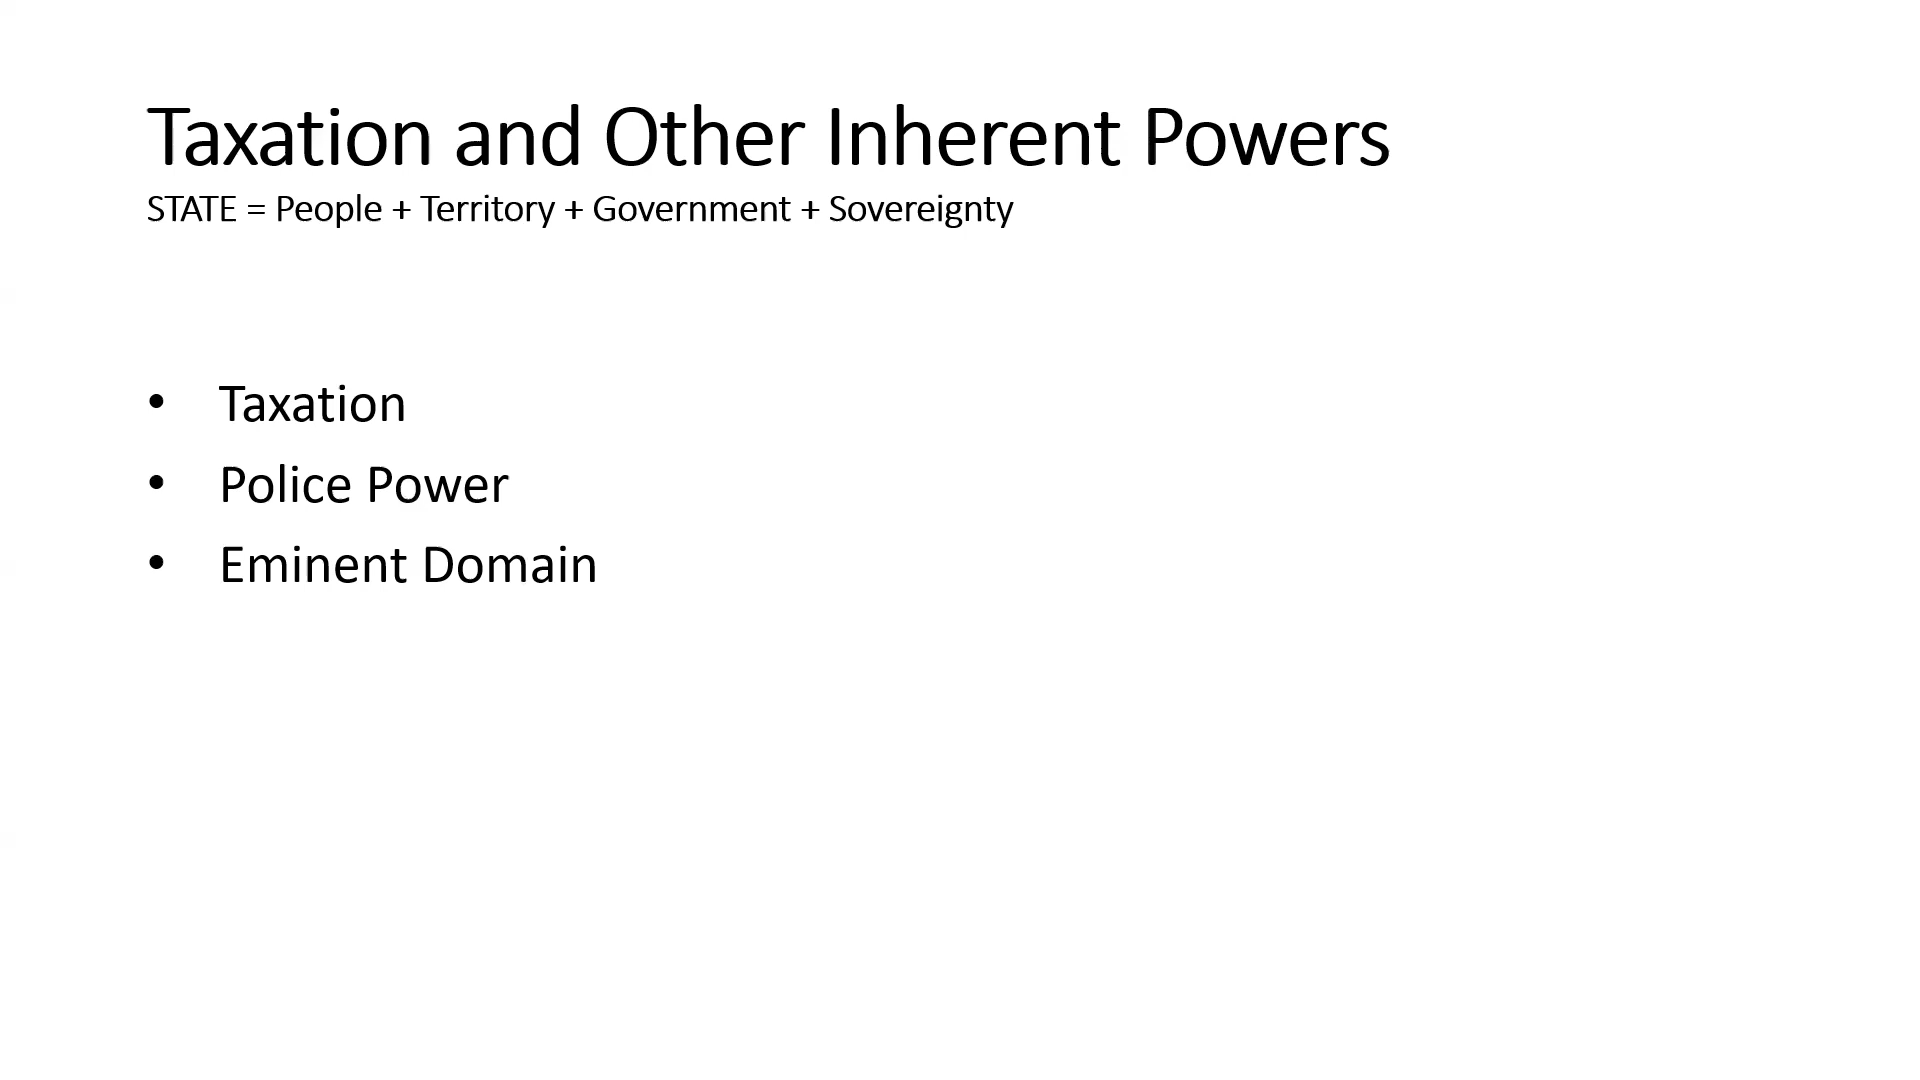 Taxation and Other Inherent Powers
STATE = People + Territory + Government + Sovereignty
• Taxation
• Police Power
• Eminent Domain